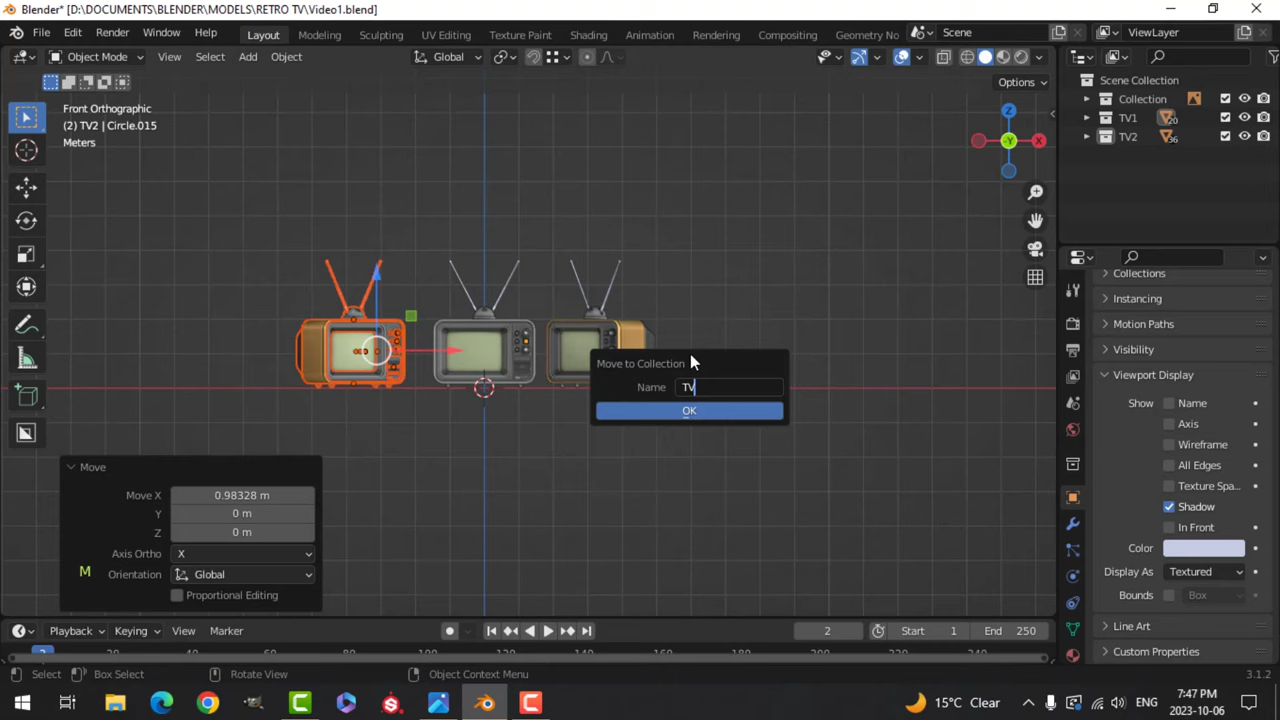 Blender* [D:\DOCUMENTS\BLENDER\MODELS\RETRO TV\Video1.blend]
File Edit Render Window Help Layout Modeling Sculpting UV Editing Texture Paint Shading Animation Rendering Compositing Geometry No Scene ViewLayer
Object Mode View Select Add Object Global
Options
Front Orthographic
(2) TV2 | Circle.015
Meters
Z
-Y
X
Scene Collection
Collection
TV1 20
TV2 36
Collections
Instancing
Motion Paths
Visibility
Viewport Display
Show Name
Axis
Wireframe
All Edges
Texture Spa...
Shadow
In Front
Color
Display As Textured
Bounds Box
Line Art
Custom Properties
Move to Collection
Name TV
OK
Move
Move X 0.98328 m
Y 0 m
Z 0 m
Axis Ortho X
M
Orientation Global
Proportional Editing
Playback Keying View Marker 2 Start 1 End 250
Select Box Select Rotate View Object Context Menu 3.1.2
15°C Clear ENG 7:47 PM
2023-10-06